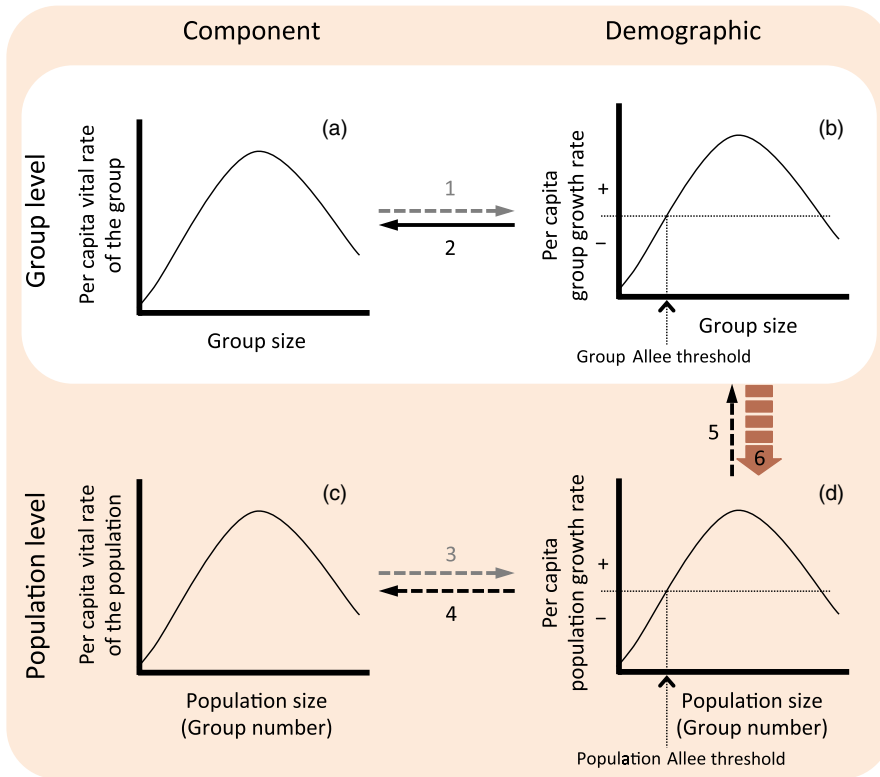 Component
Demographic
Group level
Per capita vital rate
of the group
(a)
Group size
1
2
Per capita
group growth rate
+
−
(b)
Group size
Group Allee threshold
5
6
Population level
Per capita vital rate
of the population
(c)
Population size
(Group number)
3
4
Per capita
population growth rate
+
−
(d)
Population size
(Group number)
Population Allee threshold